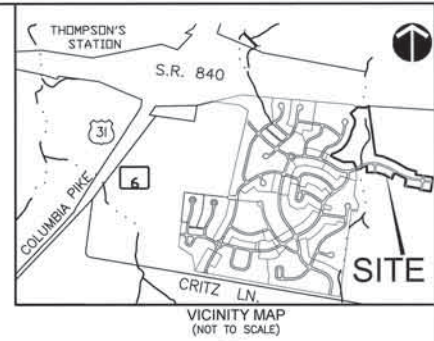 THOMPSON'S
STATION
S.R. 840
31
COLUMBIA PIKE
6
SITE
CRITZ LN.
VICINITY MAP
(NOT TO SCALE)